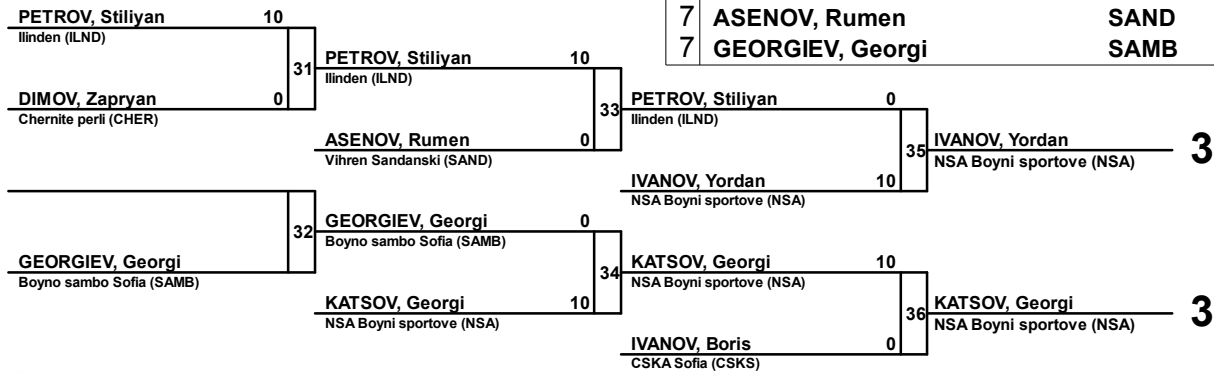 PETROV, Stiliyan 10
Ilinden (ILND)
7 ASENOV, Rumen SAND
7 GEORGIEV, Georgi SAMB
31
PETROV, Stiliyan 10
Ilinden (ILND)
DIMOV, Zapryan 0
Chernite perli (CHER)
33
PETROV, Stiliyan 0
Ilinden (ILND)
ASENOV, Rumen 0
Vihren Sandanski (SAND)
35
IVANOV, Yordan
NSA Boyni sportove (NSA)
3
IVANOV, Yordan 10
NSA Boyni sportove (NSA)
32
GEORGIEV, Georgi 0
Boyno sambo Sofia (SAMB)
GEORGIEV, Georgi
Boyno sambo Sofia (SAMB)
34
KATSOV, Georgi 10
NSA Boyni sportove (NSA)
KATSOV, Georgi 10
NSA Boyni sportove (NSA)
36
KATSOV, Georgi
NSA Boyni sportove (NSA)
3
IVANOV, Boris 0
CSKA Sofia (CSKS)